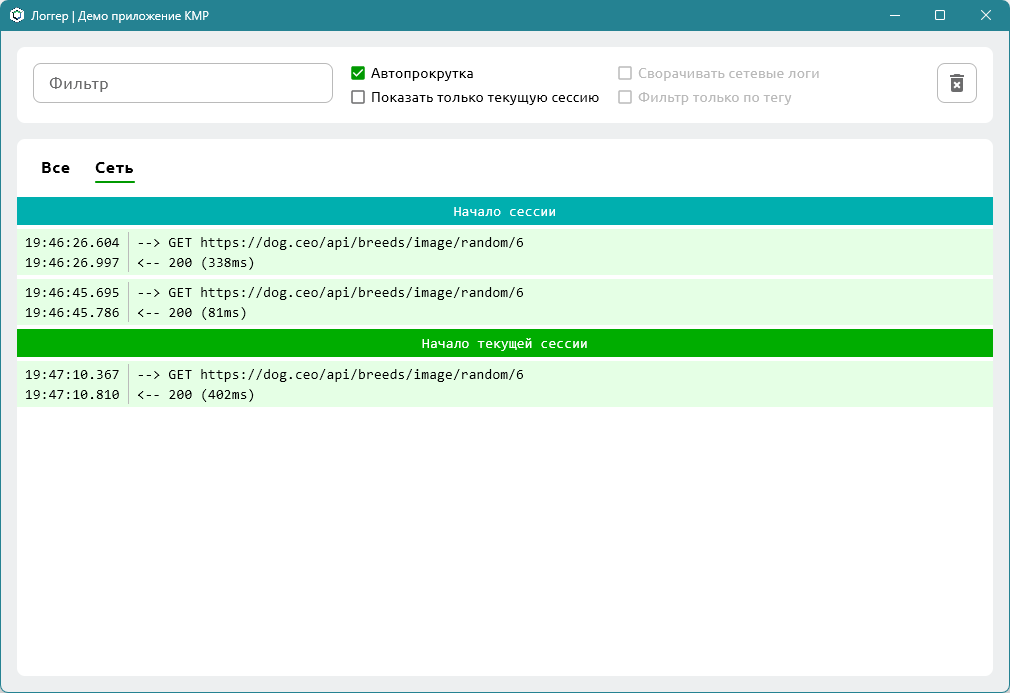 Логгер | Демо приложение KMP
Фильтр
Автопрокрутка
Показать только текущую сессию
Сворачивать сетевые логи
Фильтр только по тегу
Все Сеть
Начало сессии
19:46:26.604 --> GET https://dog.ceo/api/breeds/image/random/6
19:46:26.997 <-- 200 (338ms)
19:46:45.695 --> GET https://dog.ceo/api/breeds/image/random/6
19:46:45.786 <-- 200 (81ms)
Начало текущей сессии
19:47:10.367 --> GET https://dog.ceo/api/breeds/image/random/6
19:47:10.810 <-- 200 (402ms)